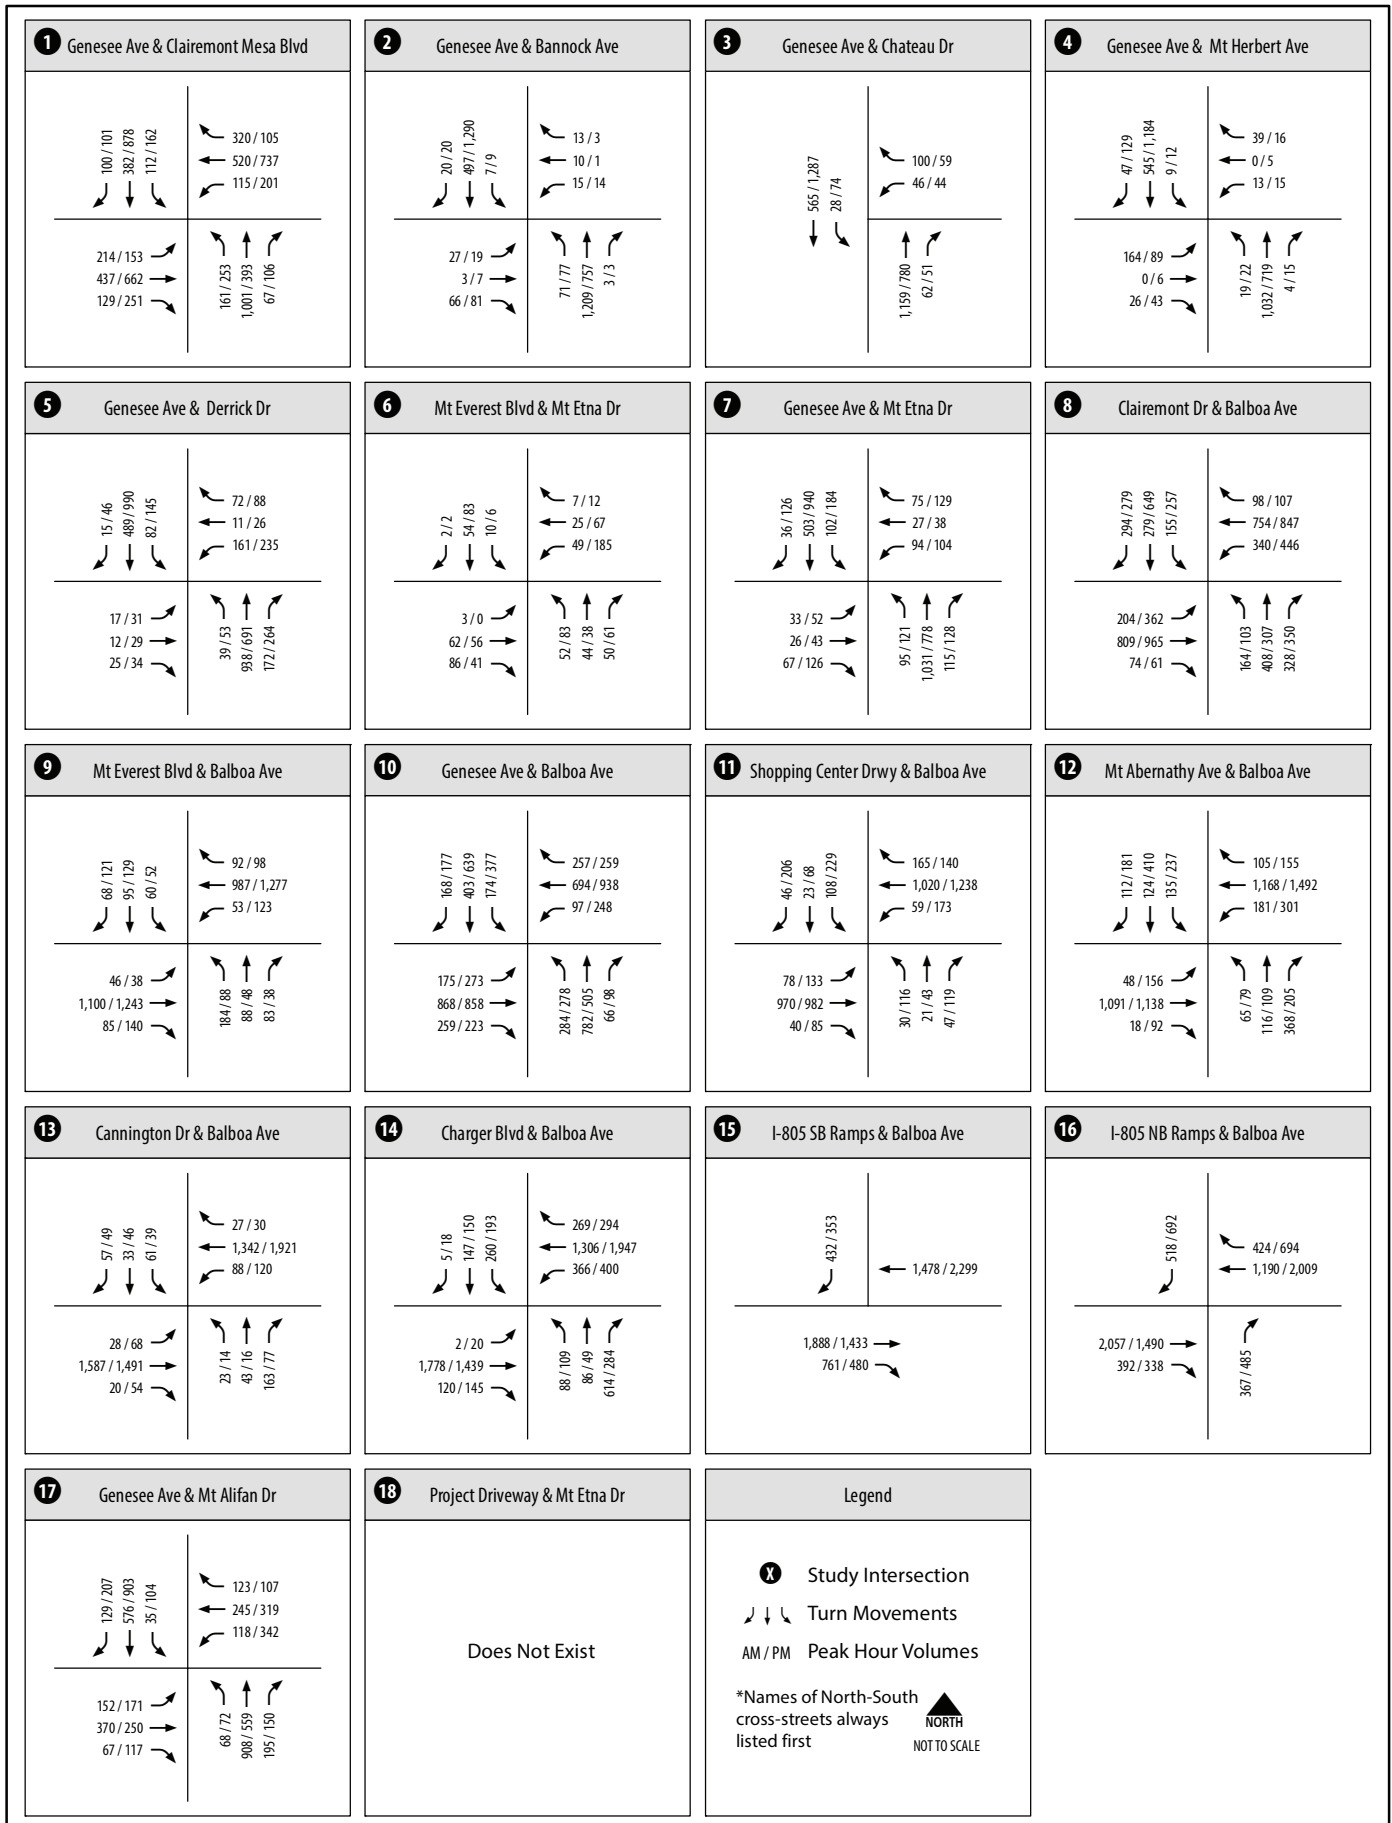 1 Genesee Ave & Clairemont Mesa Blvd
100 / 101
382 / 878
112 / 162
320 / 105
520 / 737
115 / 201
214 / 153
437 / 662
129 / 251
161 / 253
1,001 / 393
67 / 106
2 Genesee Ave & Bannock Ave
20 / 20
497 / 1,290
7 / 9
13 / 3
10 / 1
15 / 14
27 / 19
3 / 7
66 / 81
71 / 77
1,209 / 757
3 / 3
3 Genesee Ave & Chateau Dr
565 / 1,287
28 / 74
100 / 59
46 / 44
1,159 / 780
62 / 51
4 Genesee Ave & Mt Herbert Ave
47 / 129
545 / 1,184
9 / 12
39 / 16
0 / 5
13 / 15
164 / 89
0 / 6
26 / 43
19 / 22
1,032 / 719
4 / 15
5 Genesee Ave & Derrick Dr
15 / 46
489 / 990
82 / 145
72 / 88
11 / 26
161 / 235
17 / 31
12 / 29
25 / 34
39 / 53
938 / 691
172 / 264
6 Mt Everest Blvd & Mt Etna Dr
2 / 2
54 / 83
10 / 6
7 / 12
25 / 67
49 / 185
3 / 0
62 / 56
86 / 41
52 / 83
44 / 38
50 / 61
7 Genesee Ave & Mt Etna Dr
36 / 126
503 / 940
102 / 184
75 / 129
27 / 38
94 / 104
33 / 52
26 / 43
67 / 126
95 / 121
1,031 / 778
115 / 128
8 Clairemont Dr & Balboa Ave
294 / 279
279 / 649
155 / 257
98 / 107
754 / 847
340 / 446
204 / 362
809 / 965
74 / 61
164 / 103
408 / 307
328 / 350
9 Mt Everest Blvd & Balboa Ave
68 / 121
95 / 129
60 / 52
92 / 98
987 / 1,277
53 / 123
46 / 38
1,100 / 1,243
85 / 140
184 / 88
88 / 48
83 / 38
10 Genesee Ave & Balboa Ave
168 / 177
403 / 639
174 / 377
257 / 259
694 / 938
97 / 248
175 / 273
868 / 858
259 / 223
284 / 278
782 / 505
66 / 98
11 Shopping Center Drwy & Balboa Ave
46 / 206
23 / 68
108 / 229
165 / 140
1,020 / 1,238
59 / 173
78 / 133
970 / 982
40 / 85
30 / 116
21 / 43
47 / 119
12 Mt Abernathy Ave & Balboa Ave
112 / 181
124 / 410
135 / 237
105 / 155
1,168 / 1,492
181 / 301
48 / 156
1,091 / 1,138
18 / 92
65 / 79
116 / 109
368 / 205
13 Cannington Dr & Balboa Ave
57 / 49
33 / 46
61 / 39
27 / 30
1,342 / 1,921
88 / 120
28 / 68
1,587 / 1,491
20 / 54
23 / 14
43 / 16
163 / 77
14 Charger Blvd & Balboa Ave
5 / 18
147 / 150
260 / 193
269 / 294
1,306 / 1,947
366 / 400
2 / 20
1,778 / 1,439
120 / 145
88 / 109
86 / 49
614 / 284
15 I-805 SB Ramps & Balboa Ave
432 / 353
1,478 / 2,299
1,888 / 1,433
761 / 480
16 I-805 NB Ramps & Balboa Ave
518 / 692
424 / 694
1,190 / 2,009
2,057 / 1,490
392 / 338
367 / 485
17 Genesee Ave & Mt Alifan Dr
129 / 207
576 / 903
35 / 104
123 / 107
245 / 319
118 / 342
152 / 171
370 / 250
67 / 117
68 / 72
908 / 559
195 / 150
18 Project Driveway & Mt Etna Dr
Does Not Exist
Legend
X Study Intersection
Turn Movements
AM / PM Peak Hour Volumes
*Names of North-South
cross-streets always
listed first
NORTH
NOT TO SCALE